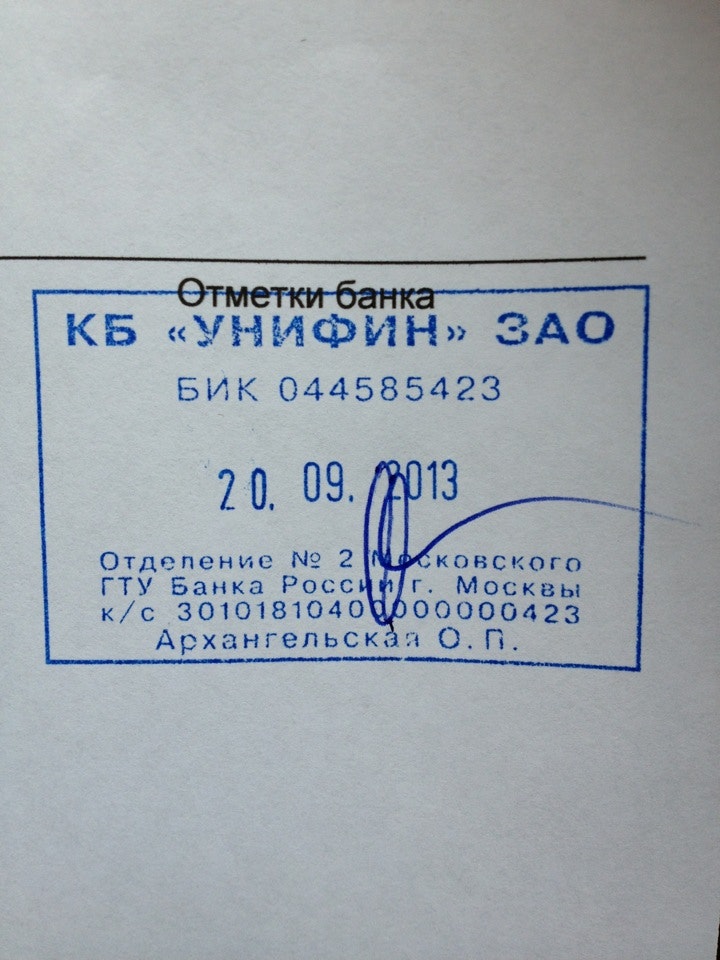 Отметки банка
КБ «УНИФИН» ЗАО
БИК 044585423
20. 09. 2013
Отделение № 2 Московского
ГТУ Банка России г. Москвы
к/с 30101810400000000423
Архангельская О.П.